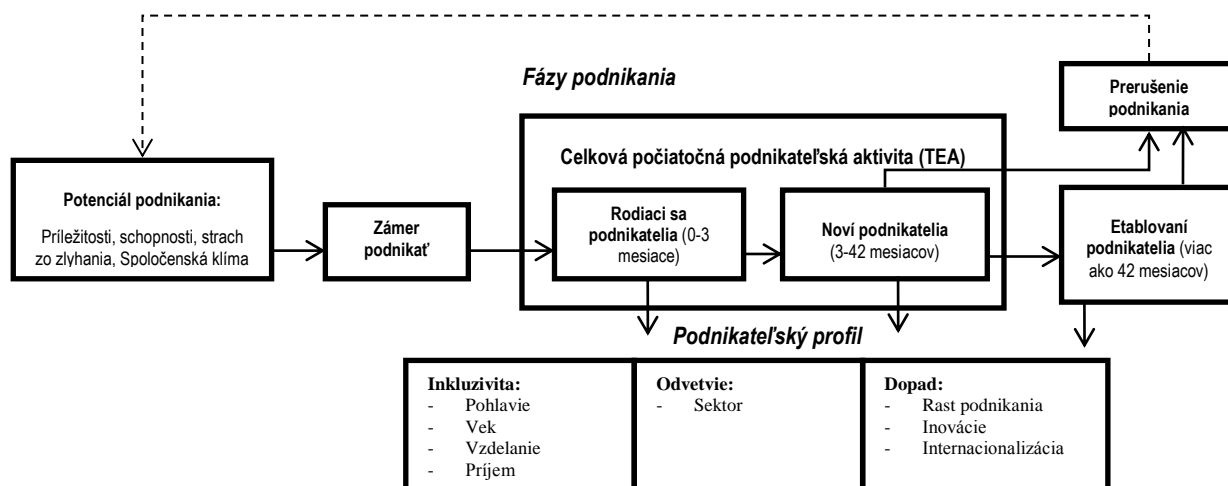 Fázy podnikania
Prerušenie
podnikania
Celková počiatočná podnikateľská aktivita (TEA)
Potenciál podnikania:
Príležitosti, schopnosti, strach
zo zlyhania, Spoločenská klíma
Zámer
podnikať
Rodiaci sa
podnikatelia (0-3
mesiace)
Noví podnikatelia
(3-42 mesiacov)
Etablovaní
podnikatelia (viac
ako 42 mesiacov)
Podnikateľský profil
Inkluzivita:
- Pohlavie
- Vek
- Vzdelanie
- Príjem
Odvetvie:
- Sektor
Dopad:
- Rast podnikania
- Inovácie
- Internacionalizácia